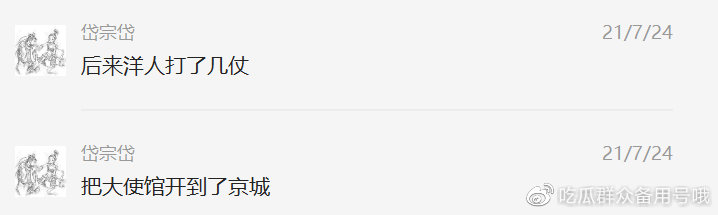 岱宗岱
21/7/24
后来洋人打了几仗
岱宗岱
21/7/24
把大使馆开到了京城
吃瓜群众备用号哦